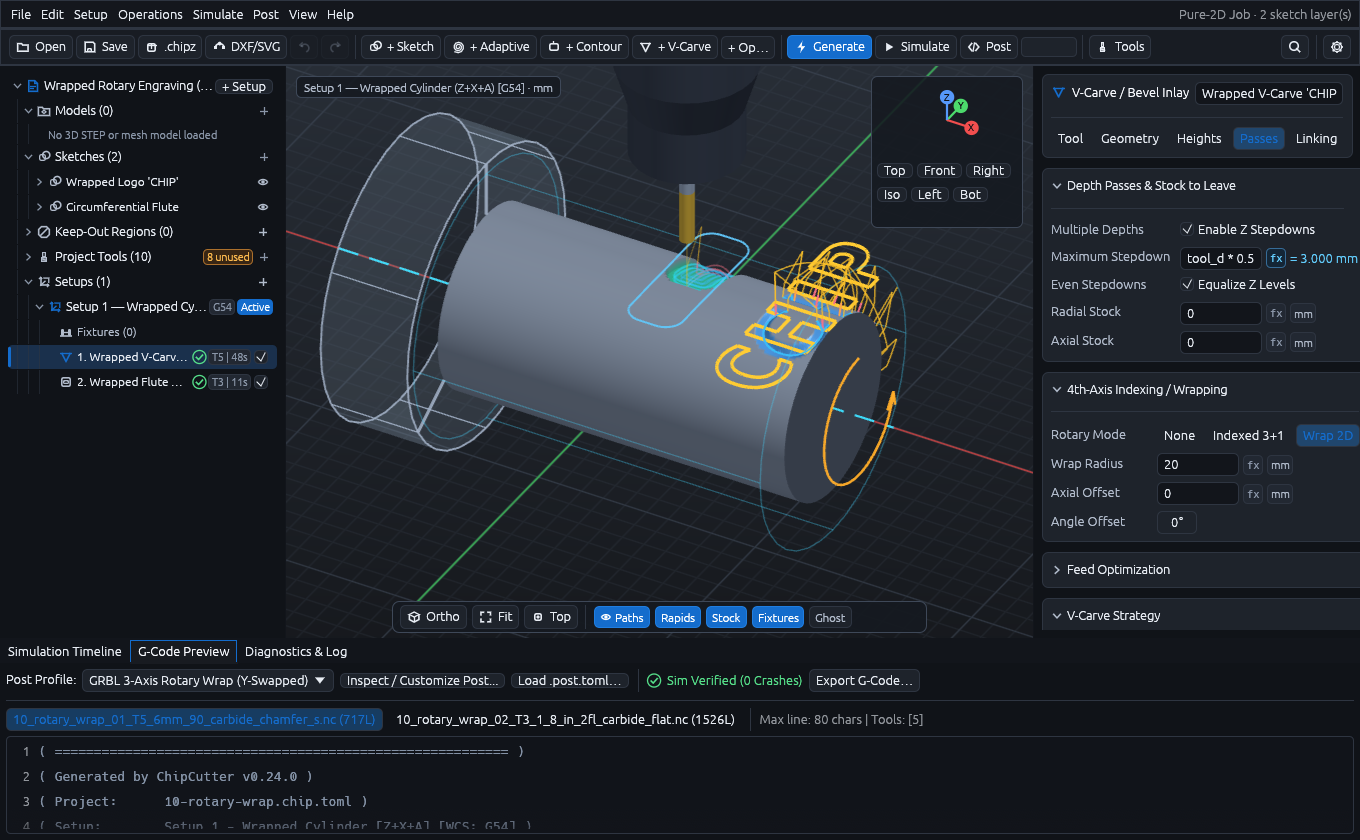 File Edit Setup Operations Simulate Post View Help
Pure-2D Job · 2 sketch layer(s)
Open Save .chipz DXF/SVG + Sketch + Adaptive + Contour + V-Carve + Op... Generate Simulate Post Tools
Wrapped Rotary Engraving (... + Setup
Models (0) +
No 3D STEP or mesh model loaded
Sketches (2) +
Wrapped Logo 'CHIP'
Circumferential Flute
Keep-Out Regions (0) +
Project Tools (10) 8 unused +
Setups (1) +
Setup 1 — Wrapped Cy... G54 Active
Fixtures (0)
1. Wrapped V-Carv... T5 | 48s
2. Wrapped Flute ... T3 | 11s
Setup 1 — Wrapped Cylinder (Z+X+A) [G54] · mm
Z
Y
X
Top Front Right
Iso Left Bot
CHIP
Ortho Fit Top Paths Rapids Stock Fixtures Ghost
V-Carve / Bevel Inlay Wrapped V-Carve 'CHIP
Tool Geometry Heights Passes Linking
Depth Passes & Stock to Leave
Multiple Depths Enable Z Stepdowns
Maximum Stepdown tool_d * 0.5 fx = 3.000 mm
Even Stepdowns Equalize Z Levels
Radial Stock 0 fx mm
Axial Stock 0 fx mm
4th-Axis Indexing / Wrapping
Rotary Mode None Indexed 3+1 Wrap 2D
Wrap Radius 20 fx mm
Axial Offset 0 fx mm
Angle Offset 0°
Feed Optimization
V-Carve Strategy
Simulation Timeline G-Code Preview Diagnostics & Log
Post Profile: GRBL 3-Axis Rotary Wrap (Y-Swapped) Inspect / Customize Post... Load .post.toml... Sim Verified (0 Crashes) Export G-Code...
10_rotary_wrap_01_T5_6mm_90_carbide_chamfer_s.nc (717L) 10_rotary_wrap_02_T3_1_8_in_2fl_carbide_flat.nc (1526L) Max line: 80 chars | Tools: [5]
1 ( ========================================================== )
2 ( Generated by ChipCutter v0.24.0 )
3 ( Project: 10-rotary-wrap.chip.toml )
4 ( Setup: Setup 1 - Wrapped Cylinder [Z+X+A] [WCS: G54] )